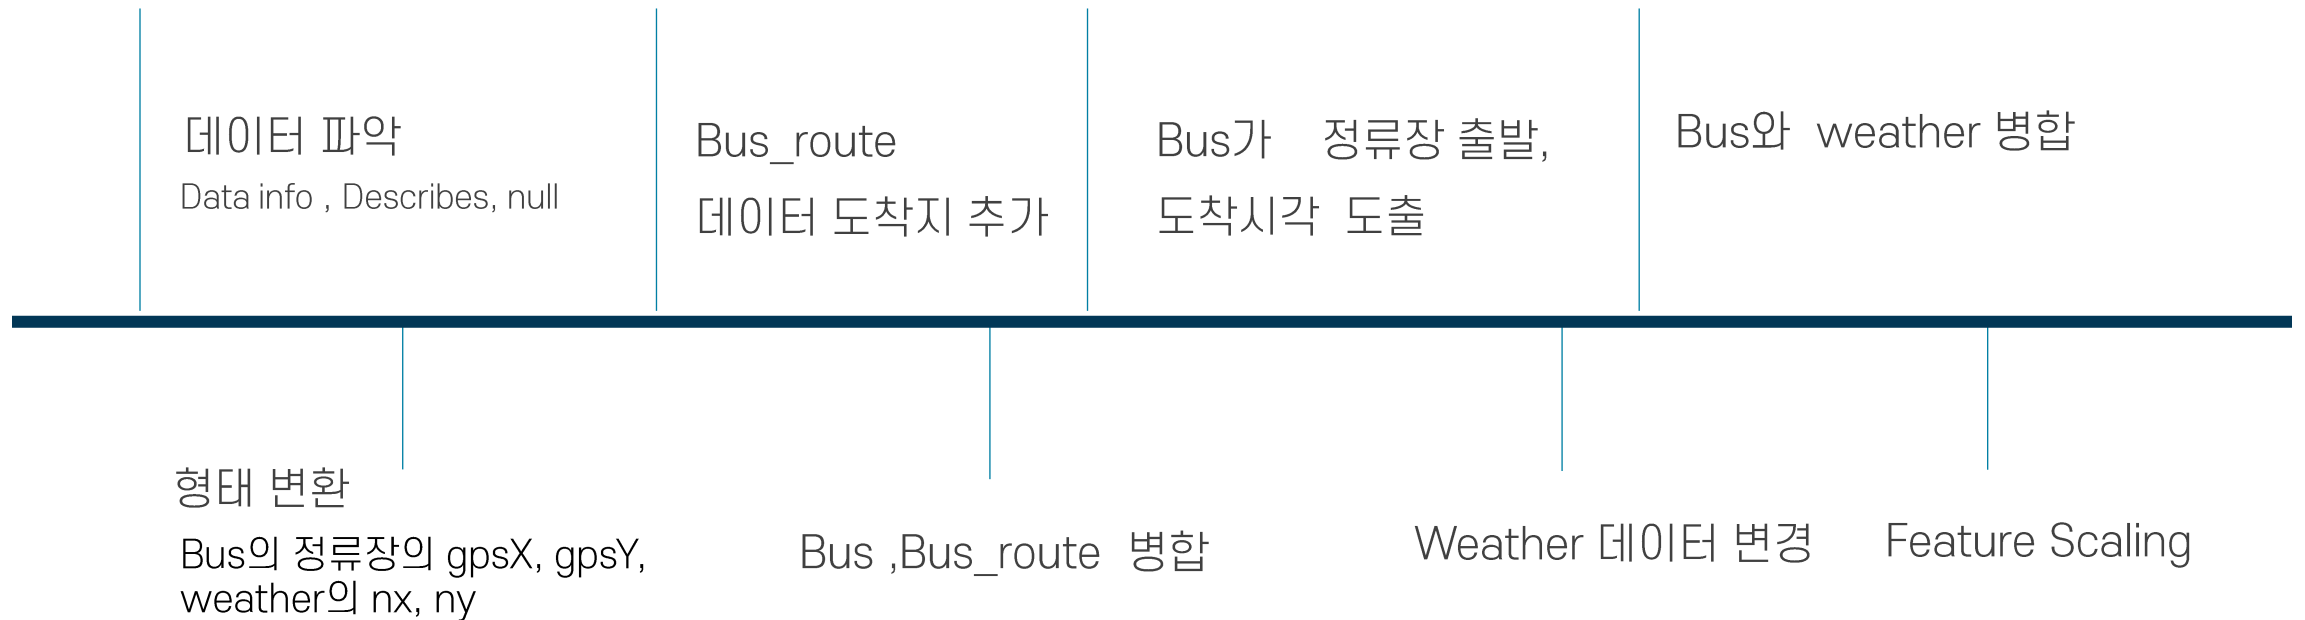 데이터 파악
Data info , Describes, null
Bus_route
데이터 도착지 추가
Bus가 정류장 출발,
도착시각 도출
Bus와 weather 병합
형태 변환
Bus의 정류장의 gpsX, gpsY,
weather의 nx, ny
Bus ,Bus_route 병합
Weather 데이터 변경
Feature Scaling